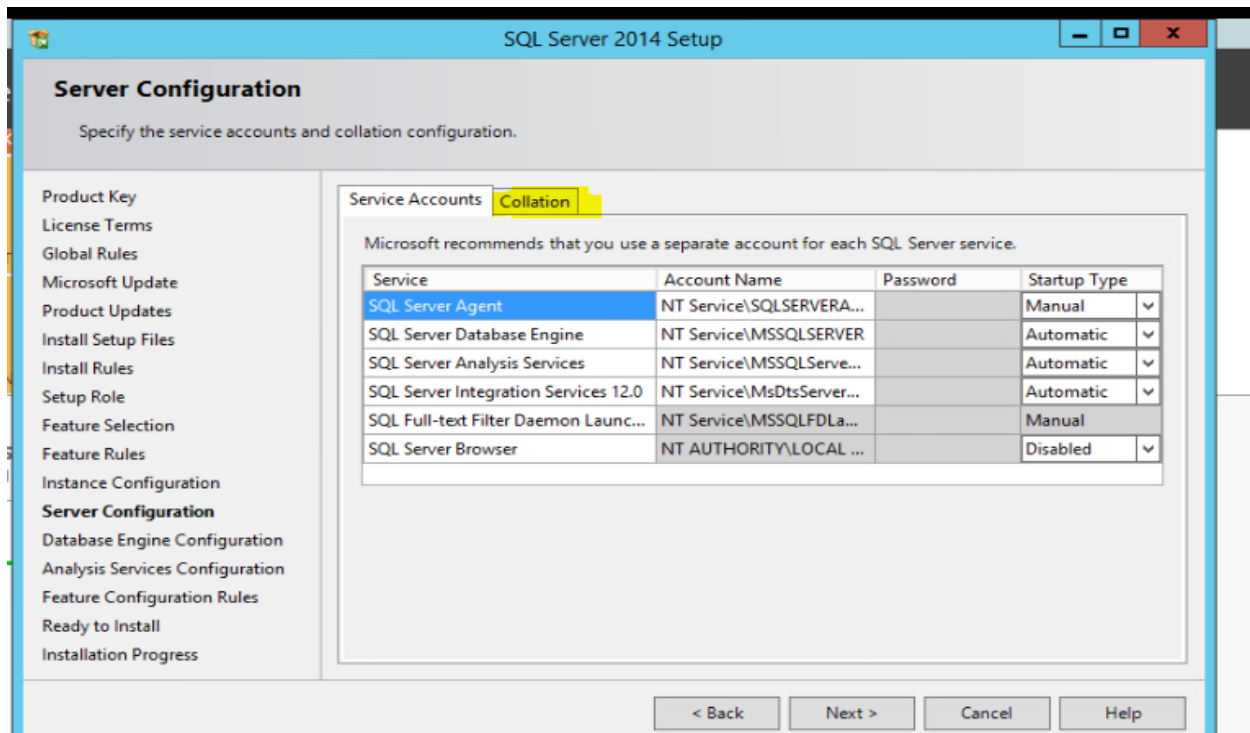 SQL Server 2014 Setup
Server Configuration
Specify the service accounts and collation configuration.
Product Key
License Terms
Global Rules
Microsoft Update
Product Updates
Install Setup Files
Install Rules
Setup Role
Feature Selection
Feature Rules
Instance Configuration
Server Configuration
Database Engine Configuration
Analysis Services Configuration
Feature Configuration Rules
Ready to Install
Installation Progress
Service Accounts Collation
Microsoft recommends that you use a separate account for each SQL Server service.
Service Account Name Password Startup Type
SQL Server Agent NT Service\SQLSERVERA... Manual
SQL Server Database Engine NT Service\MSSQLSERVER Automatic
SQL Server Analysis Services NT Service\MSSQLServe... Automatic
SQL Server Integration Services 12.0 NT Service\MsDtsServer... Automatic
SQL Full-text Filter Daemon Launc... NT Service\MSSQLFDLa... Manual
SQL Server Browser NT AUTHORITY\LOCAL ... Disabled
< Back Next > Cancel Help